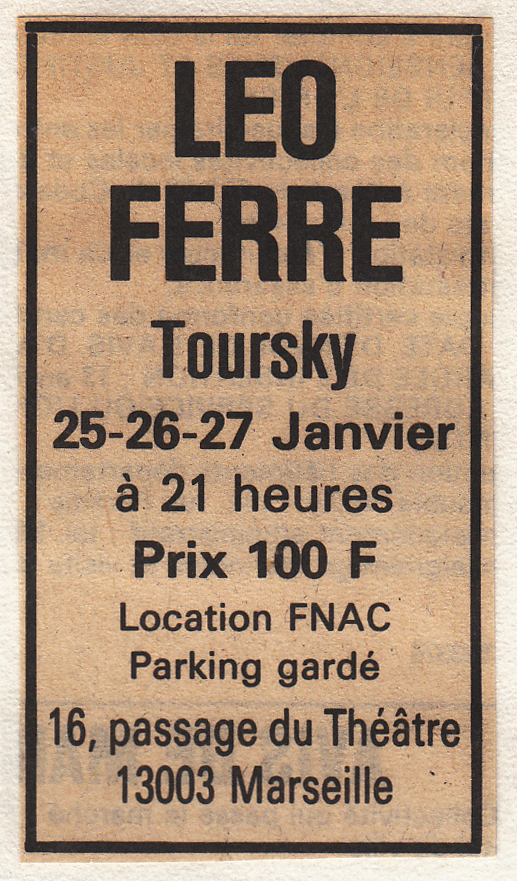 LEO
FERRE
Toursky
25-26-27 Janvier
à 21 heures
Prix 100 F
Location FNAC
Parking gardé
16, passage du Théâtre
13003 Marseille